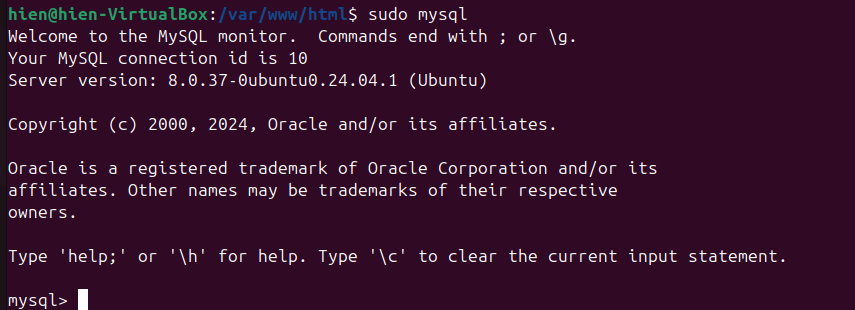 hien@hien-VirtualBox:/var/www/html$ sudo mysql
Welcome to the MySQL monitor.  Commands end with ; or \g.
Your MySQL connection id is 10
Server version: 8.0.37-0ubuntu0.24.04.1 (Ubuntu)
Copyright (c) 2000, 2024, Oracle and/or its affiliates.
Oracle is a registered trademark of Oracle Corporation and/or its
affiliates. Other names may be trademarks of their respective
owners.
Type 'help;' or '\h' for help. Type '\c' to clear the current input statement.
mysql>